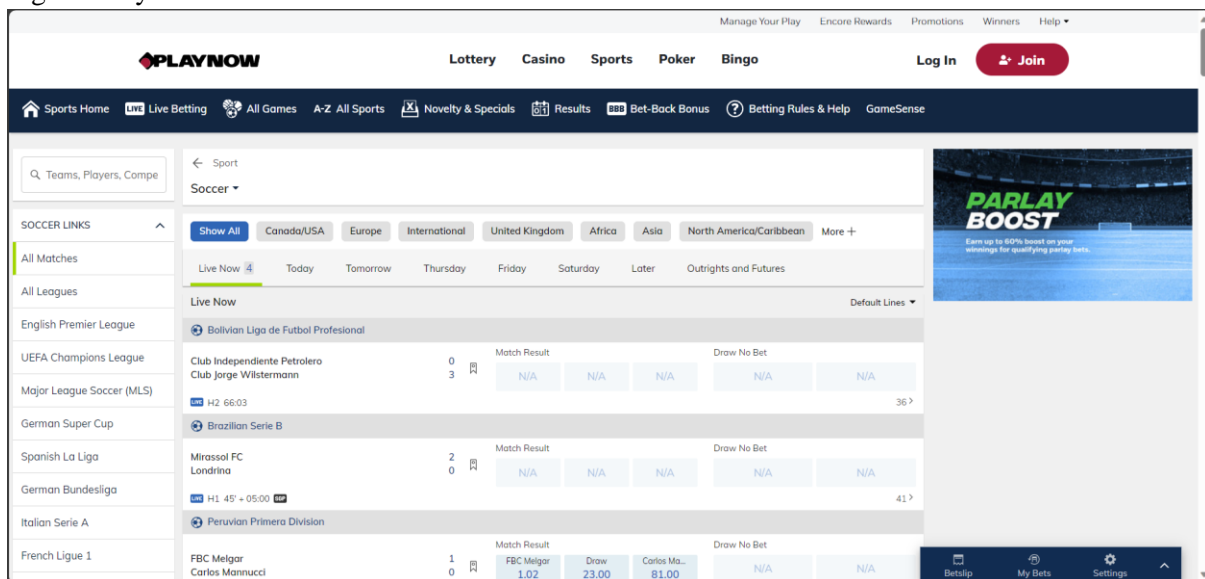 Manage Your Play Encore Rewards Promotions Winners Help
PLAYNOW Lottery Casino Sports Poker Bingo Log In Join
Sports Home LIVE Live Betting All Games A-Z All Sports Novelty & Specials Results BBB Bet-Back Bonus ? Betting Rules & Help GameSense
Teams, Players, Compe
SOCCER LINKS
All Matches
All Leagues
English Premier League
UEFA Champions League
Major League Soccer (MLS)
German Super Cup
Spanish La Liga
German Bundesliga
Italian Serie A
French Ligue 1
Sport
Soccer
Show All Canada/USA Europe International United Kingdom Africa Asia North America/Caribbean More +
Live Now 4 Today Tomorrow Thursday Friday Saturday Later Outrights and Futures
Live Now Default Lines
Bolivian Liga de Futbol Profesional
Match Result Draw No Bet
Club Independiente Petrolero 0
Club Jorge Wilstermann 3
N/A N/A N/A N/A N/A
LIVE H2 66:03 36 >
Brazilian Serie B
Match Result Draw No Bet
Mirassol FC 2
Londrina 0
N/A N/A N/A N/A N/A
LIVE H1 45' + 05:00 SGP 41 >
Peruvian Primera Division
Match Result Draw No Bet
FBC Melgar 1
Carlos Mannucci 0
FBC Melgar Draw Carlos Ma...
1.02 23.00 81.00 N/A N/A
PARLAY
BOOST
Earn up to 60% boost on your
winnings for qualifying parlay bets.
Betslip My Bets Settings